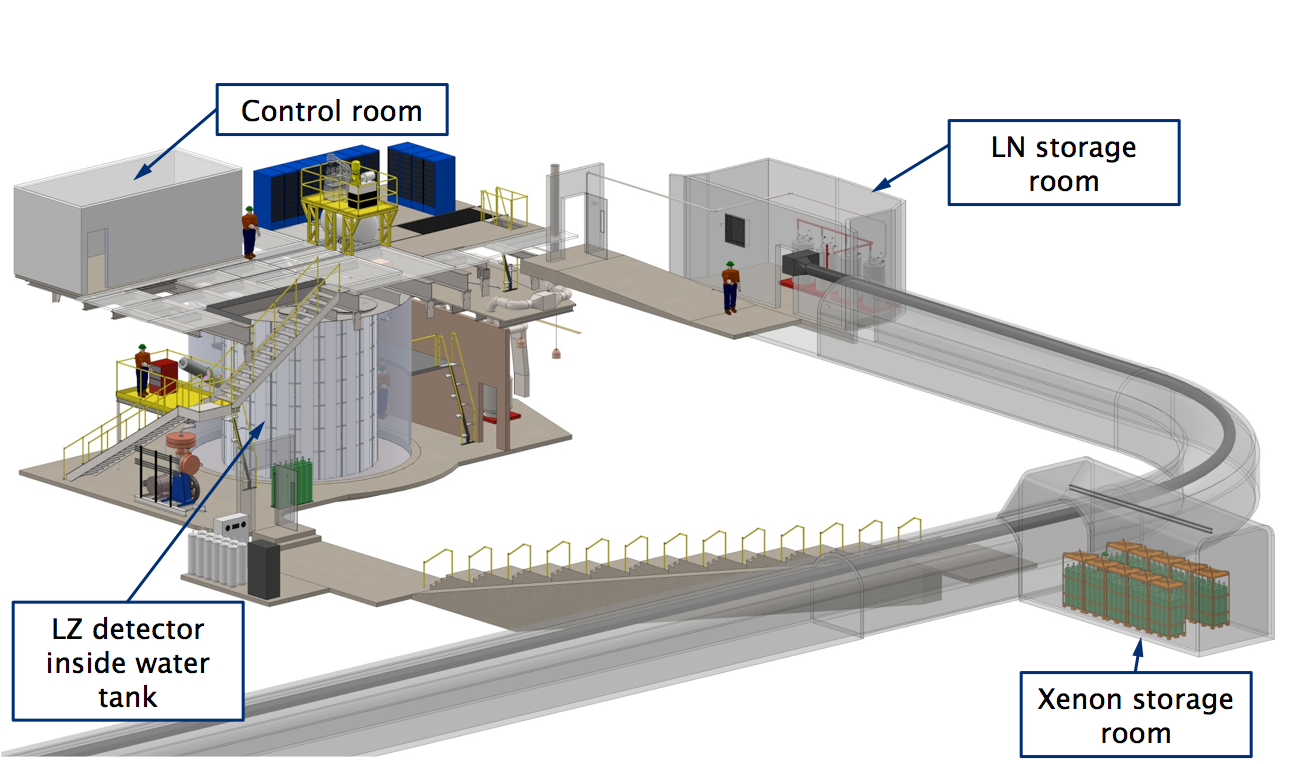 Control room
LN storage
room
LZ detector
inside water
tank
Xenon storage
room